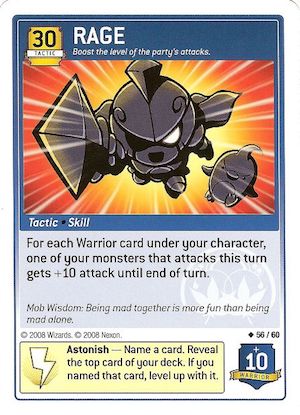 30
TACTIC
RAGE
Boost the level of the party's attacks.
Tactic • Skill
For each Warrior card under your character,
one of your monsters that attacks this turn
gets +10 attack until end of turn.
Mob Wisdom: Being mad together is more fun than being
mad alone.
© 2008 Wizards. © 2008 Nexon.
◆ 56 / 60
Astonish — Name a card. Reveal
the top card of your deck. If you
named that card, level up with it.
+
10
WARRIOR